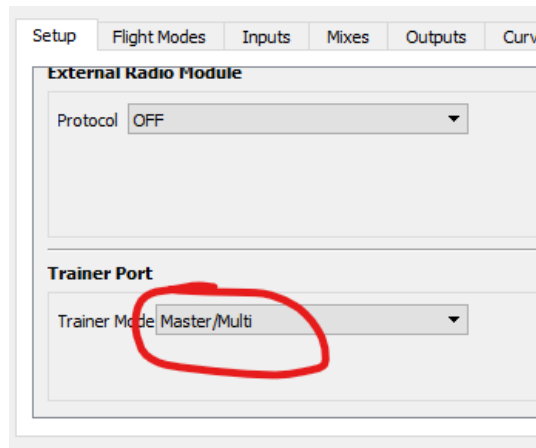 Setup Flight Modes Inputs Mixes Outputs Curv
External Radio Module
Protocol OFF
Trainer Port
Trainer Mode Master/Multi